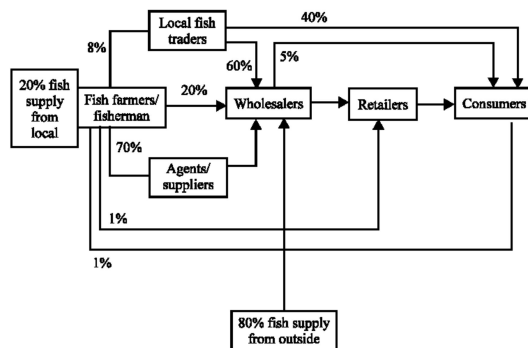 Local fish
traders
40%
8%
60%
5%
20% fish
supply
from
local
Fish farmers/
fisherman
20%
Wholesalers
Retailers
Consumers
70%
Agents/
suppliers
1%
1%
80% fish supply
from outside